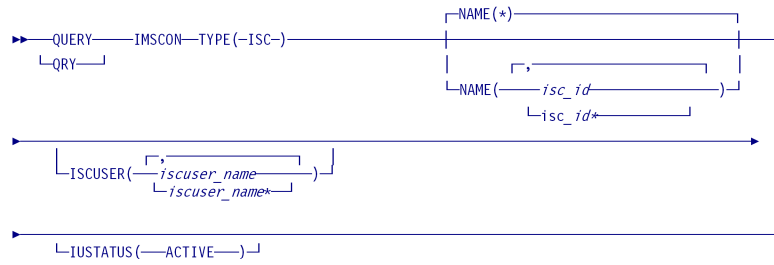 NAME(*)
QUERY IMSCON TYPE(ISC)
QRY
,
NAME( isc_id )
isc_id*
,
ISCUSER( iscuser_name )
iscuser_name*
IUSTATUS( ACTIVE )